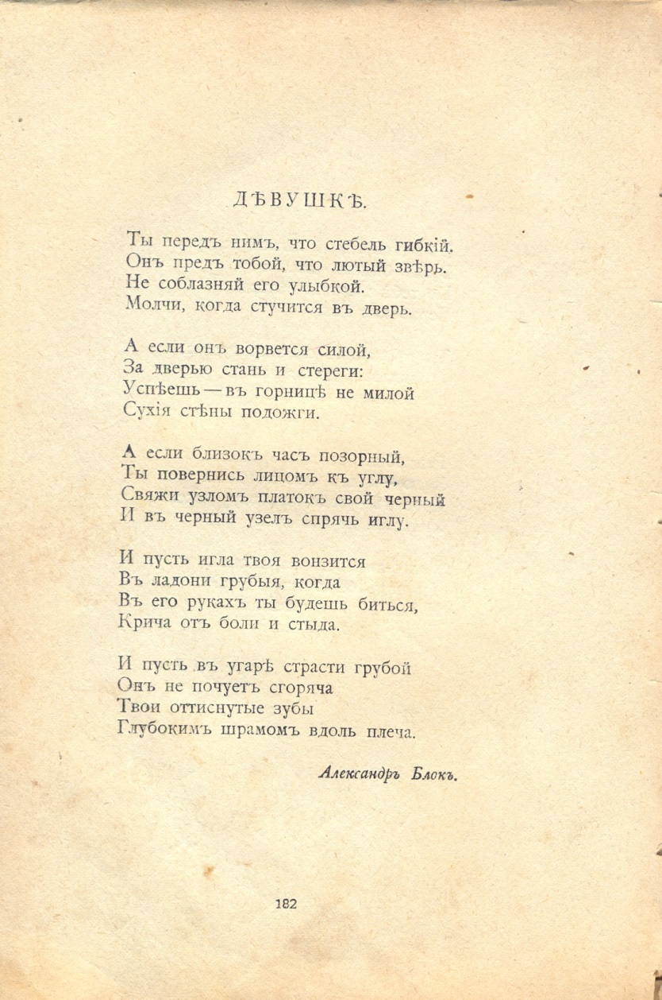 ДѢВУШКѢ.
Ты передъ нимъ, что стебель гибкій.
Онъ предъ тобой, что лютый звѣрь.
Не соблазняй его улыбкой.
Молчи, когда стучится въ дверь.
А если онъ ворвется силой,
За дверью стань и стереги:
Успѣешь — въ горницѣ не милой
Сухія стѣны подожги.
А если близокъ часъ позорный,
Ты повернись лицомъ къ углу,
Свяжи узломъ платокъ свой черный
И въ черный узелъ спрячь иглу.
И пусть игла твоя вонзится
Въ ладони грубыя, когда
Въ его рукахъ ты будешь биться,
Крича отъ боли и стыда.
И пусть въ угарѣ страсти грубой
Онъ не почуетъ сгоряча
Твои оттиснутые зубы
Глубокимъ шрамомъ вдоль плеча.
Александръ Блокъ.
182